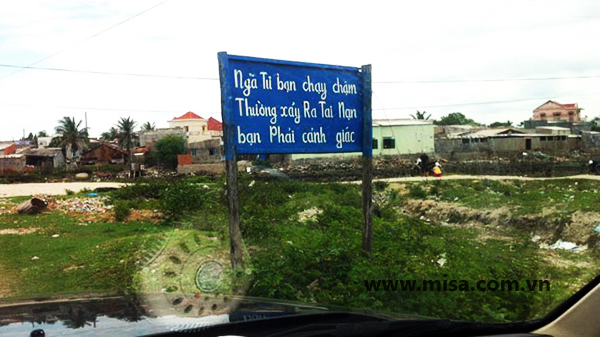 Ngã Tư bạn chạy chậm
Thường xảy Ra Tai Nạn
bạn Phải cảnh giác
www.misa.com.vn